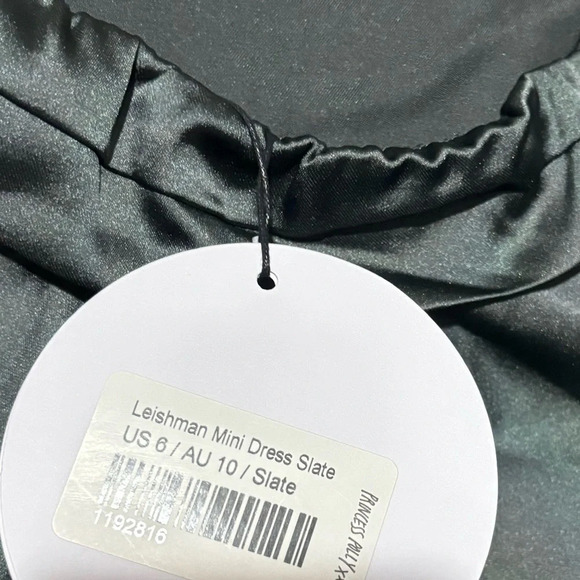 Leishman Mini Dress Slate
US 6 / AU 10 / Slate
1192816
PRINCESS POLLY X